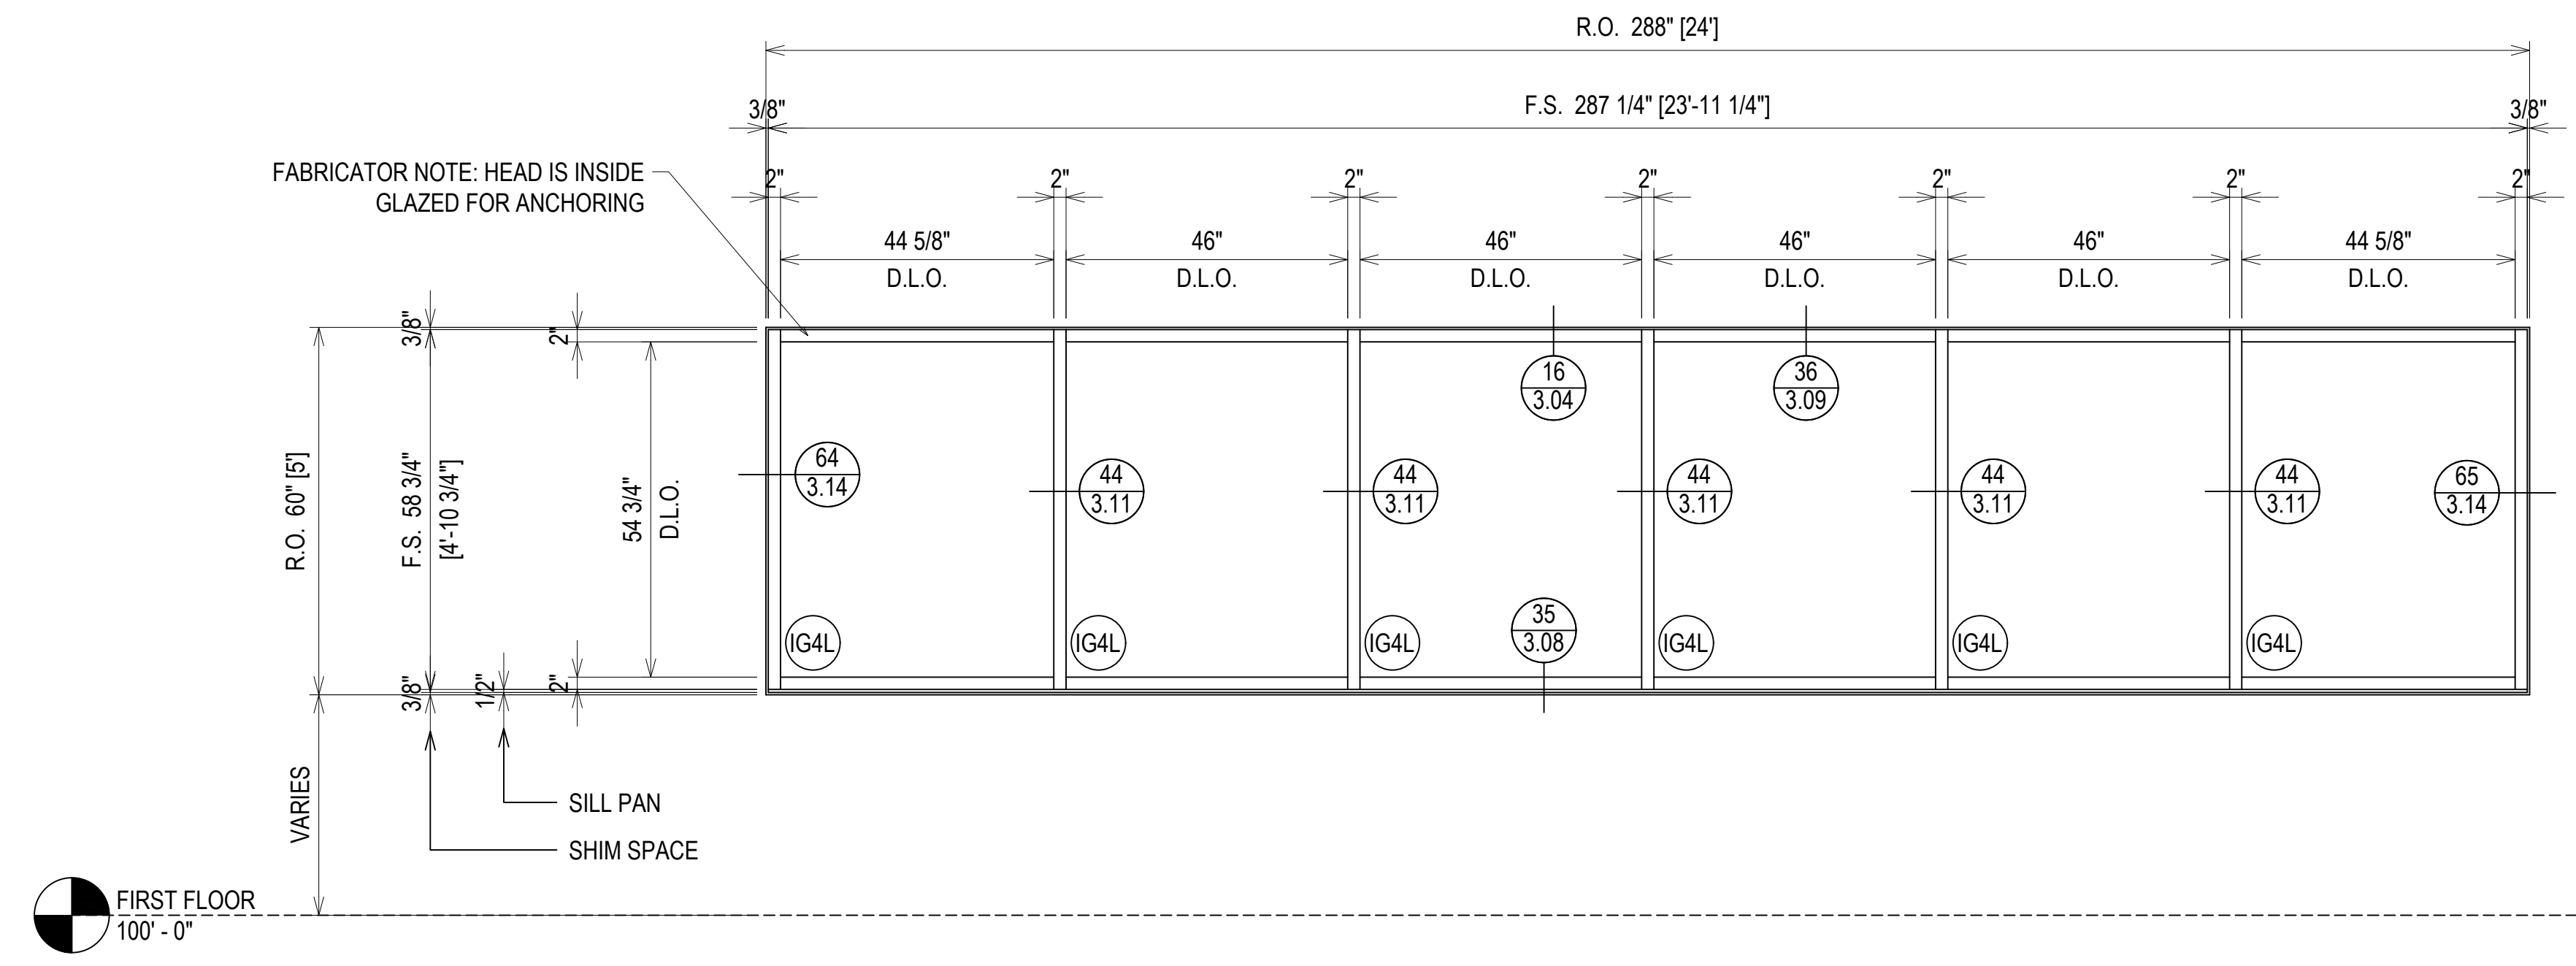 R.O.  288" [24']
F.S.  287 1/4" [23'-11 1/4"]
3/8"
3/8"
FABRICATOR NOTE: HEAD IS INSIDE
GLAZED FOR ANCHORING
2"
2"
2"
2"
2"
2"
2"
44 5/8"
46"
46"
46"
46"
44 5/8"
D.L.O.
D.L.O.
D.L.O.
D.L.O.
D.L.O.
D.L.O.
3/8"
2"
R.O.  60" [5']
F.S.  58 3/4"
[4'-10 3/4"]
54 3/4"
D.L.O.
16
3.04
36
3.09
64
3.14
44
3.11
44
3.11
44
3.11
44
3.11
44
3.11
65
3.14
35
3.08
IG4L
IG4L
IG4L
IG4L
IG4L
IG4L
3/8"
1/2"
2"
VARIES
SILL PAN
SHIM SPACE
FIRST FLOOR
100' - 0"